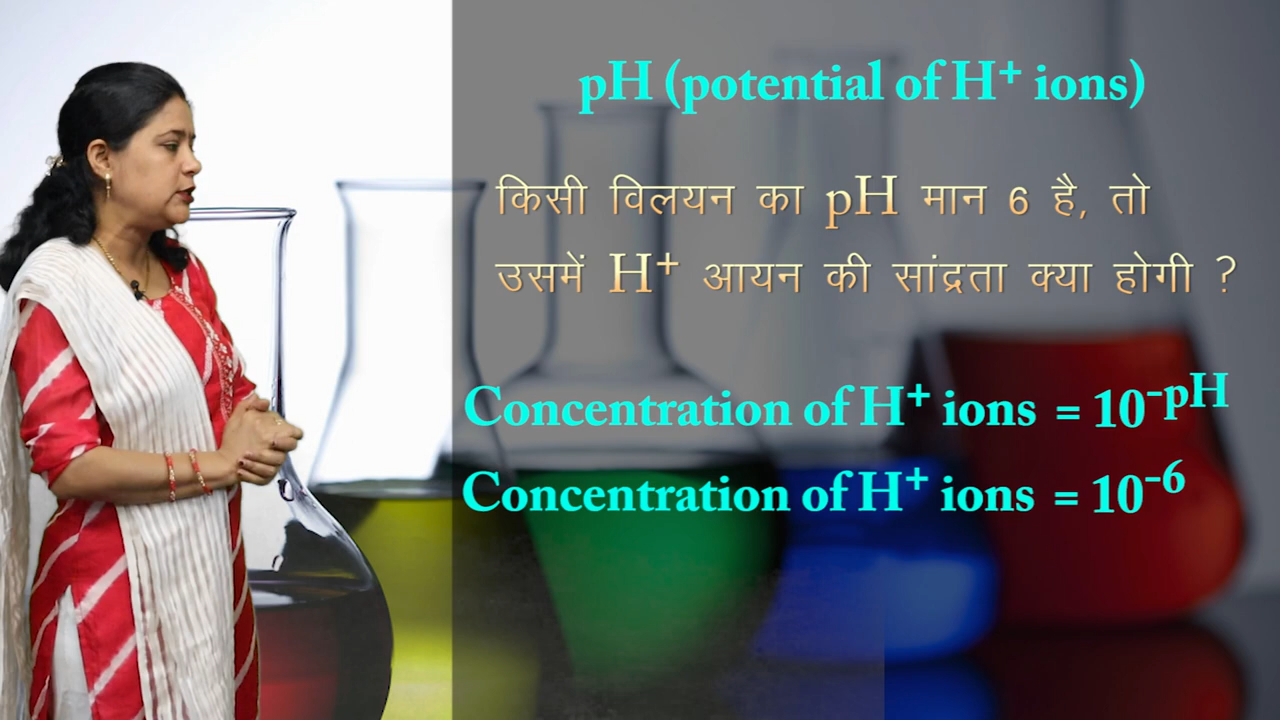 pH (potential of H⁺ ions)
किसी विलयन का pH मान 6 है, तो
उसमें H⁺ आयन की सांद्रता क्या होगी ?
Concentration of H⁺ ions = 10⁻ᵖᴴ
Concentration of H⁺ ions = 10⁻⁶